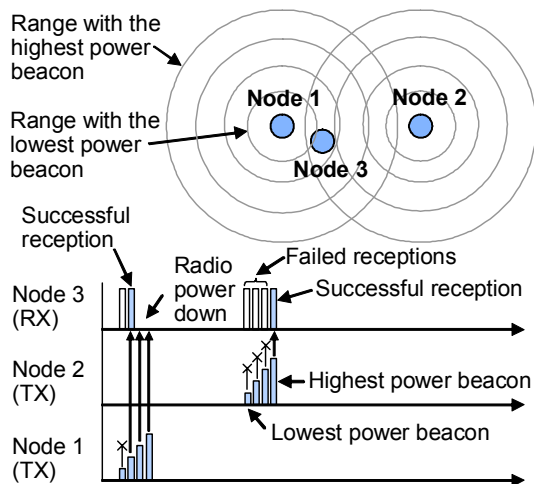 Range with the
highest power
beacon
Node 1
Node 2
Range with the
lowest power
beacon
Node 3
Successful
reception
Radio
power
down
Failed receptions
Successful reception
Node 3
(RX)
Node 2
(TX)
Highest power beacon
Lowest power beacon
Node 1
(TX)